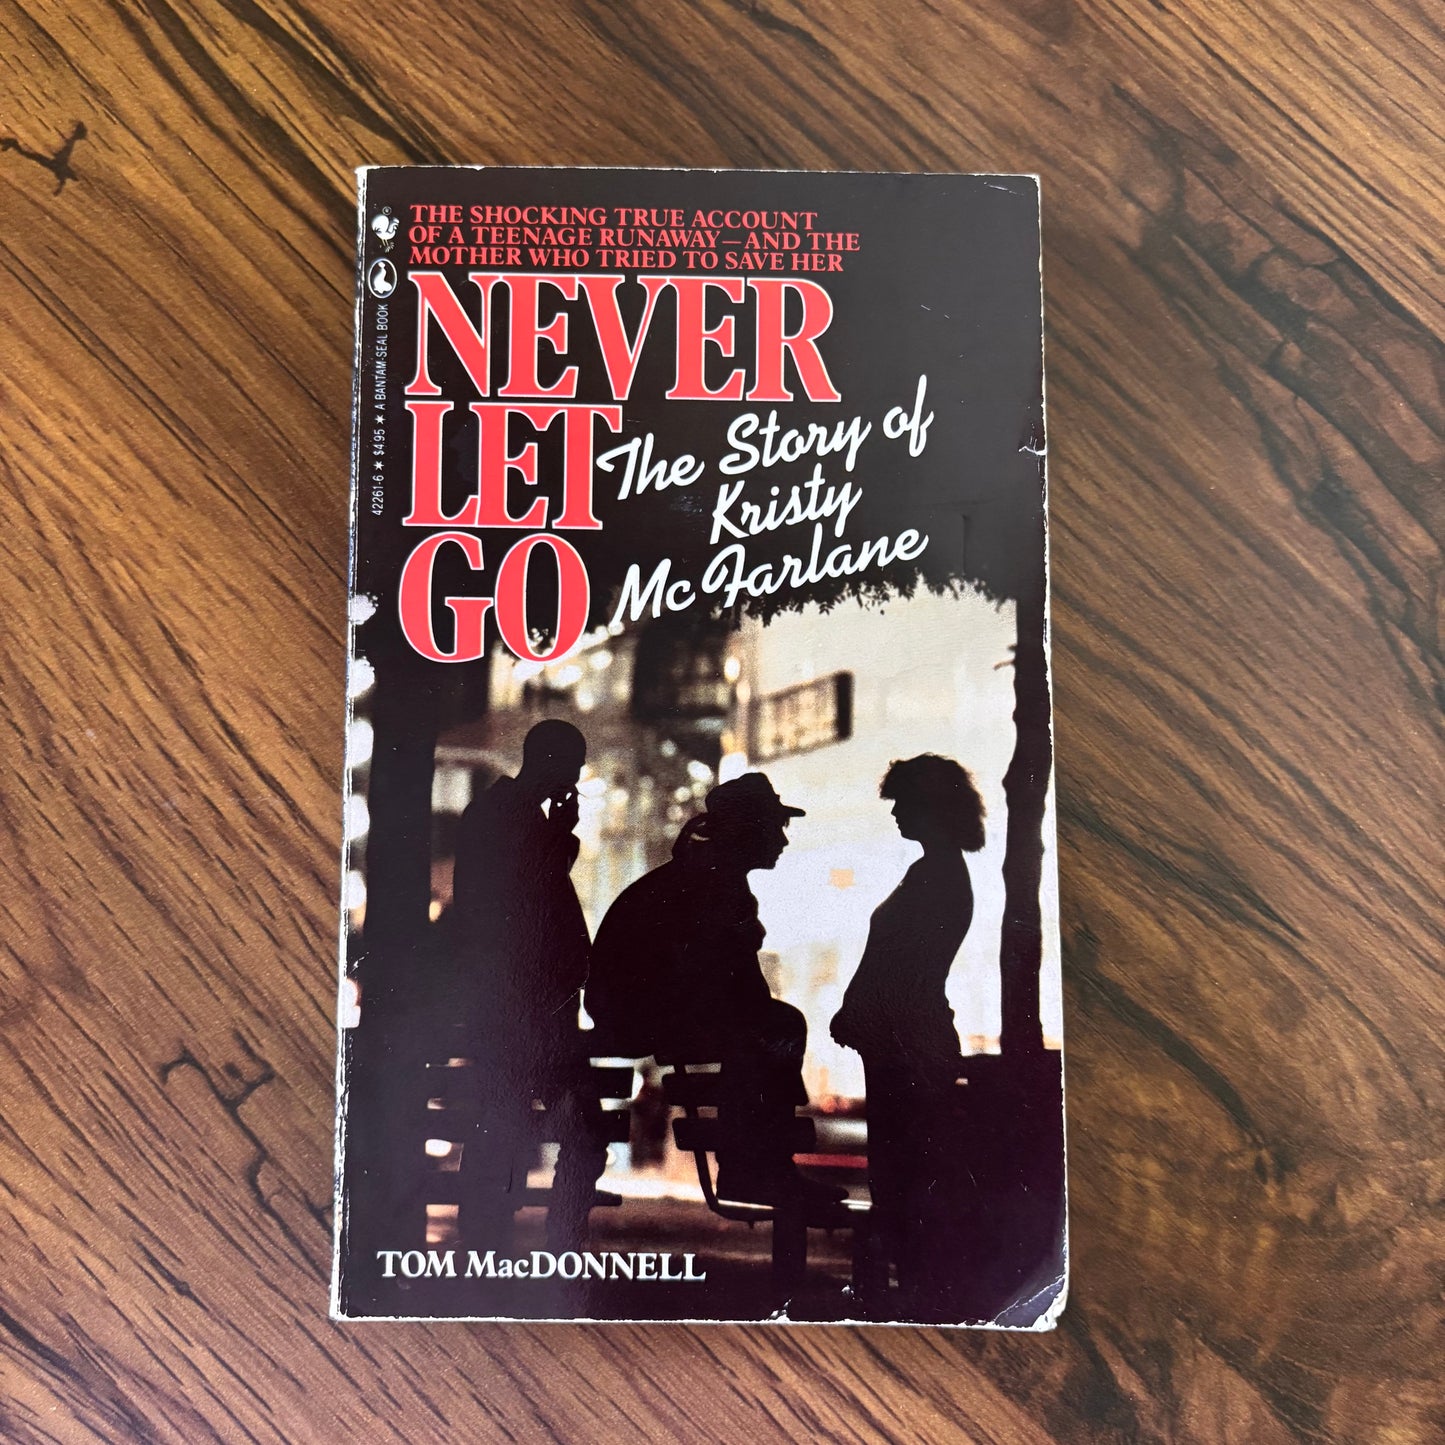 THE SHOCKING TRUE ACCOUNT
OF A TEENAGE RUNAWAY—AND THE
MOTHER WHO TRIED TO SAVE HER
NEVER
LET
GO
The Story of
Kristy
McFarlane
42261-6 * $4.95 * A BANTAM-SEAL BOOK
TOM MacDONNELL